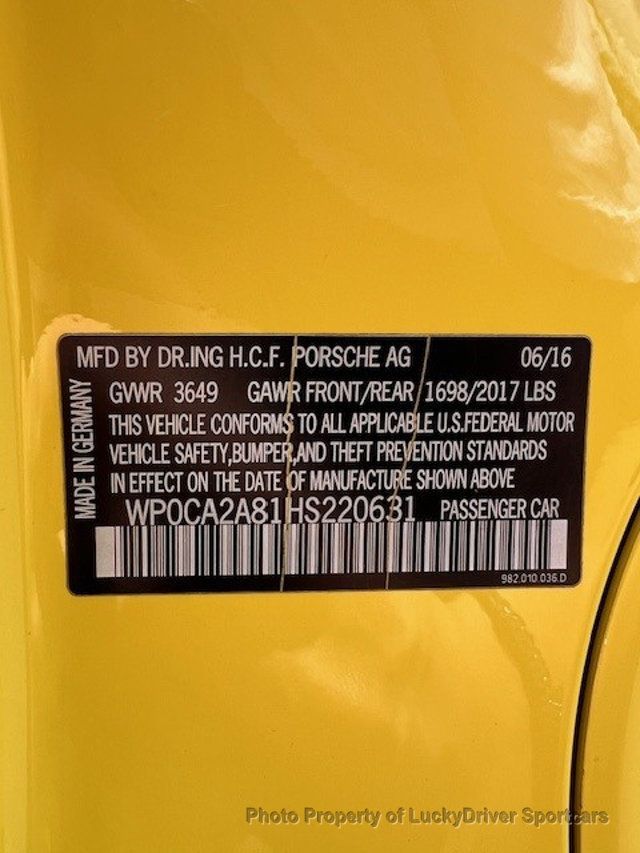 MFD BY DR.ING H.C.F. PORSCHE AG 06/16
GVWR 3649 GAWR FRONT/REAR 1698/2017 LBS
THIS VEHICLE CONFORMS TO ALL APPLICABLE U.S.FEDERAL MOTOR
VEHICLE SAFETY,BUMPER,AND THEFT PREVENTION STANDARDS
IN EFFECT ON THE DATE OF MANUFACTURE SHOWN ABOVE
WP0CA2A81HS220631 PASSENGER CAR
982.010.036.D
MADE IN GERMANY
Photo Property of LuckyDriver Sportcars